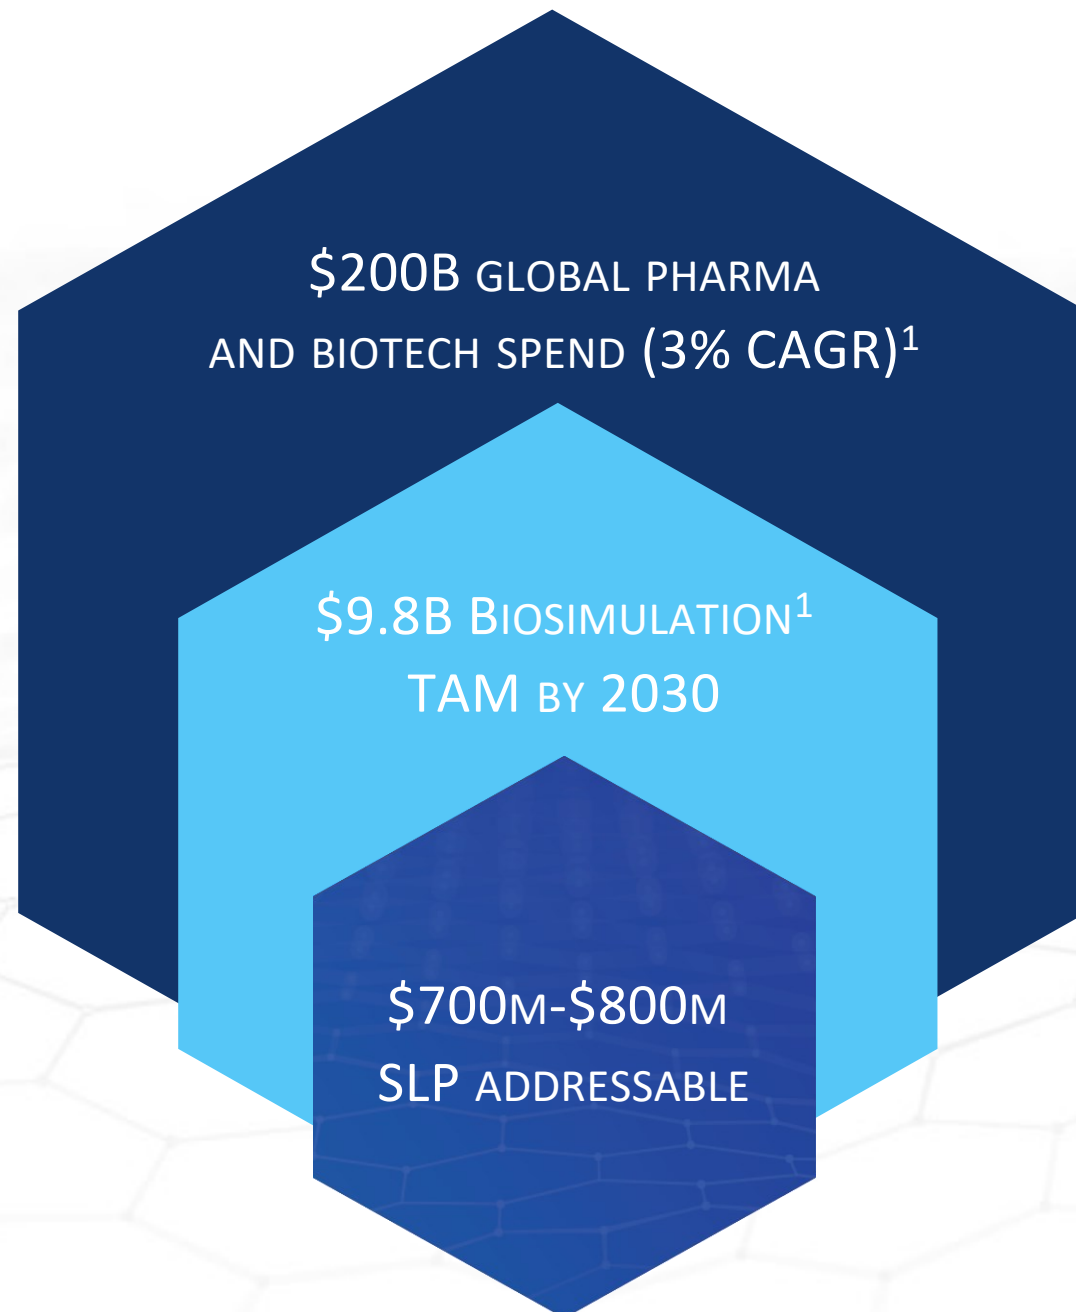 $200B GLOBAL PHARMA
AND BIOTECH SPEND (3% CAGR)¹
$9.8B BIOSIMULATION¹
TAM BY 2030
$700M-$800M
SLP ADDRESSABLE